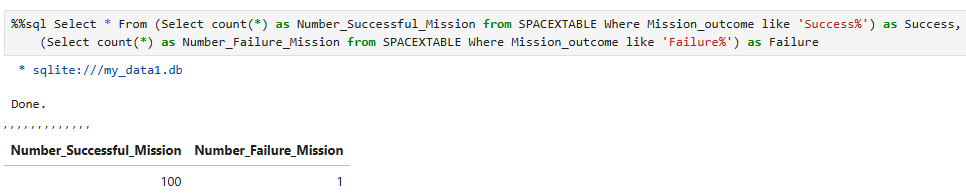 %%sql Select * From (Select count(*) as Number_Successful_Mission from SPACEXTABLE Where Mission_outcome like 'Success%') as Success,
(Select count(*) as Number_Failure_Mission from SPACEXTABLE Where Mission_outcome like 'Failure%') as Failure
* sqlite:///my_data1.db
Done.
,,,,,,,,,,,,,
Number_Successful_Mission Number_Failure_Mission
100 1